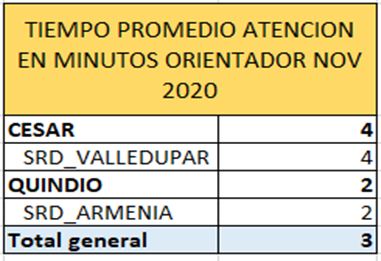 TIEMPO PROMEDIO ATENCION
EN MINUTOS ORIENTADOR NOV
2020
CESAR 4
SRD_VALLEDUPAR 4
QUINDIO 2
SRD_ARMENIA 2
Total general 3